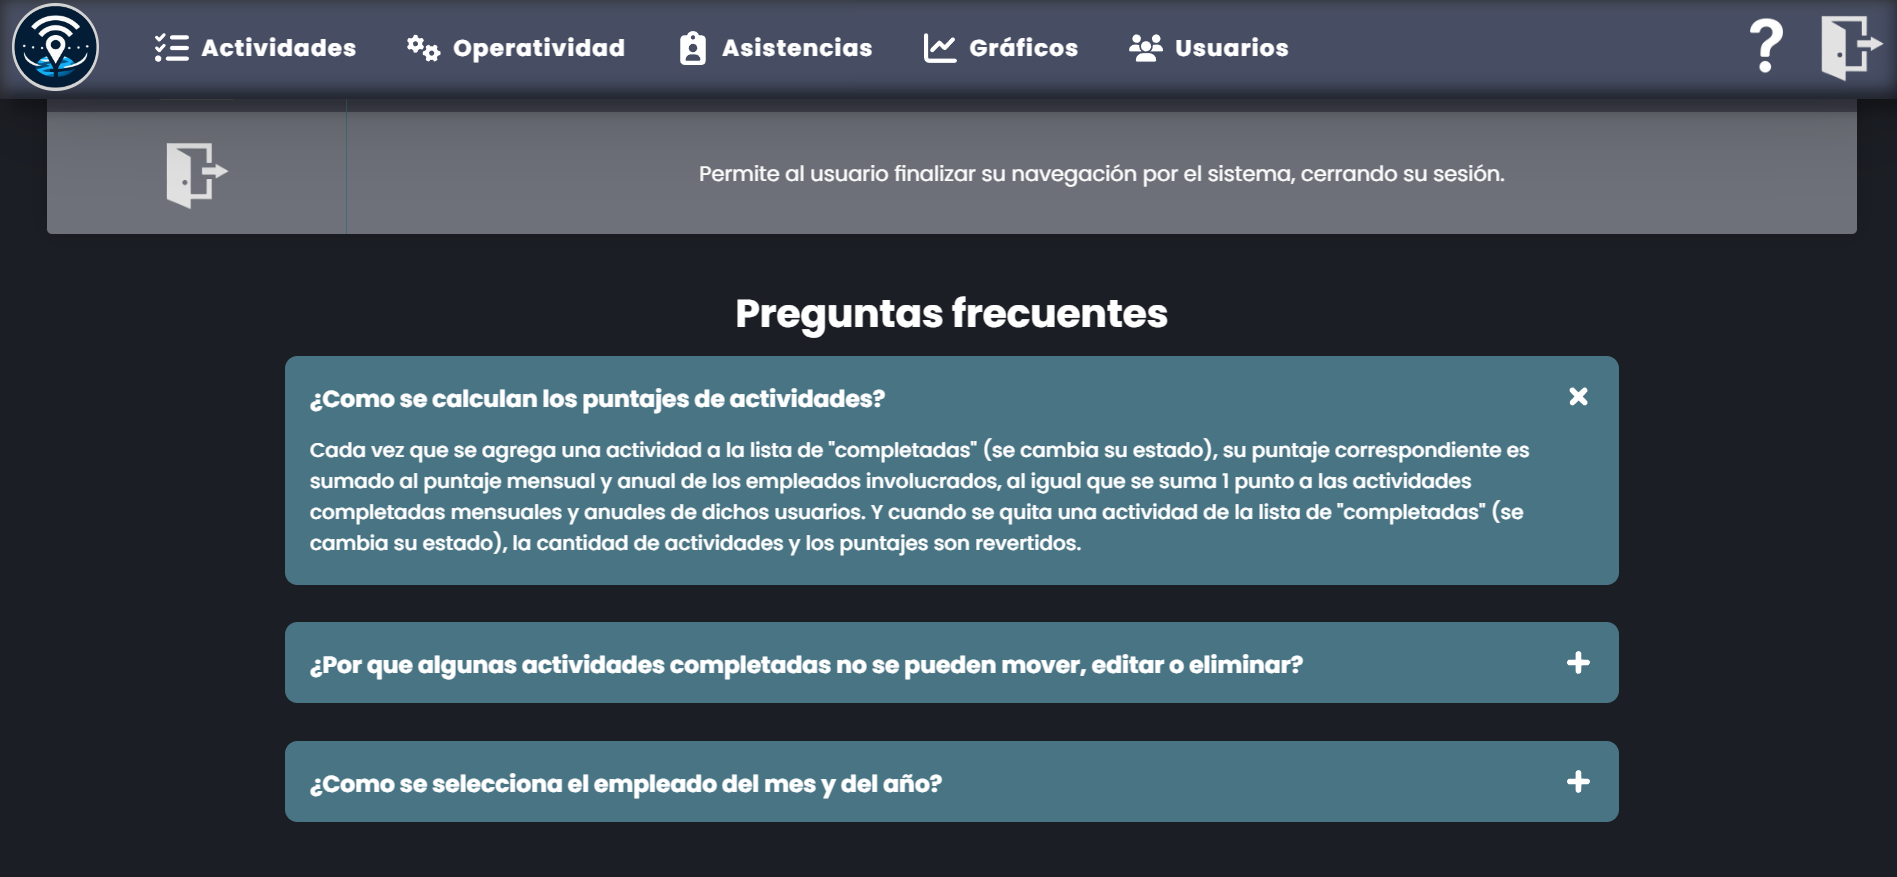 Actividades
Operatividad
Asistencias
Gráficos
Usuarios
Permite al usuario finalizar su navegación por el sistema, cerrando su sesión.
Preguntas frecuentes
¿Como se calculan los puntajes de actividades?
Cada vez que se agrega una actividad a la lista de "completadas" (se cambia su estado), su puntaje correspondiente es
sumado al puntaje mensual y anual de los empleados involucrados, al igual que se suma 1 punto a las actividades
completadas mensuales y anuales de dichos usuarios. Y cuando se quita una actividad de la lista de "completadas" (se
cambia su estado), la cantidad de actividades y los puntajes son revertidos.
¿Por que algunas actividades completadas no se pueden mover, editar o eliminar?
¿Como se selecciona el empleado del mes y del año?